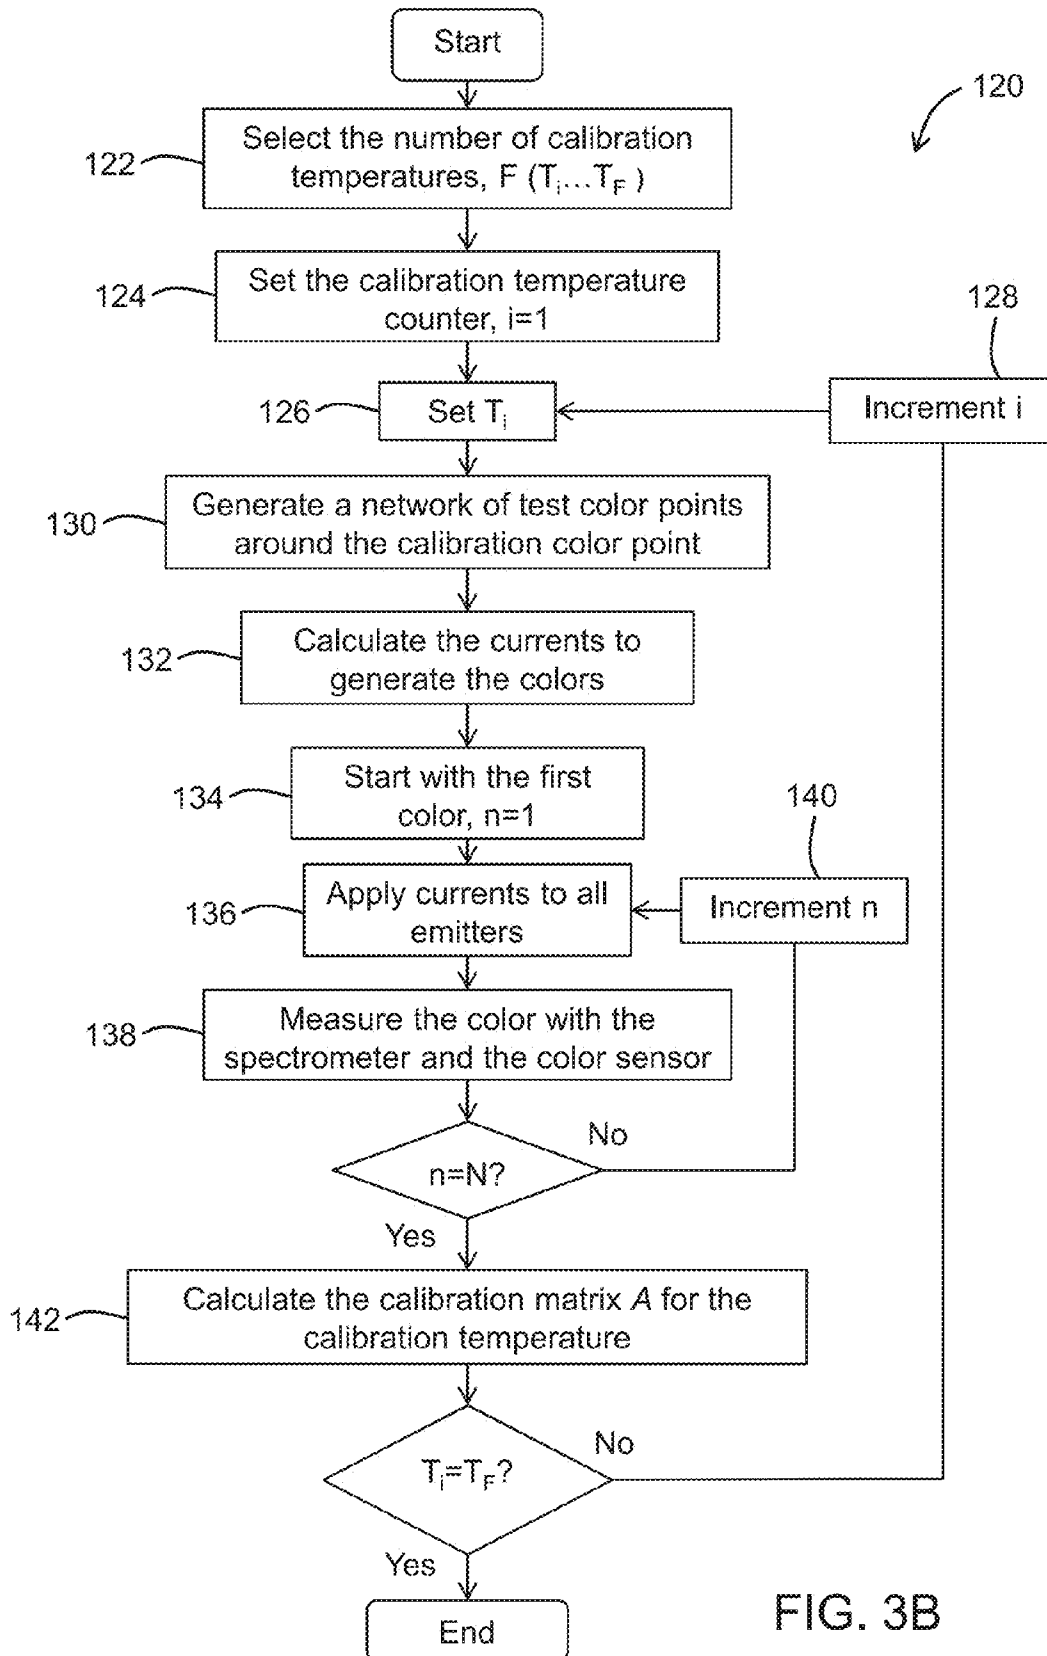 Start
120
Select the number of calibration
temperatures, F (Tᵢ...T_F )
122
Set the calibration temperature
counter, i=1
124
128
Increment i
126
Set Tᵢ
Generate a network of test color points
around the calibration color point
130
Calculate the currents to
generate the colors
132
Start with the first
color, n=1
134
140
Increment n
Apply currents to all
emitters
136
Measure the color with the
spectrometer and the color sensor
138
No
n=N?
Yes
Calculate the calibration matrix A for the
calibration temperature
142
No
Tᵢ=T_F?
Yes
End
FIG. 3B